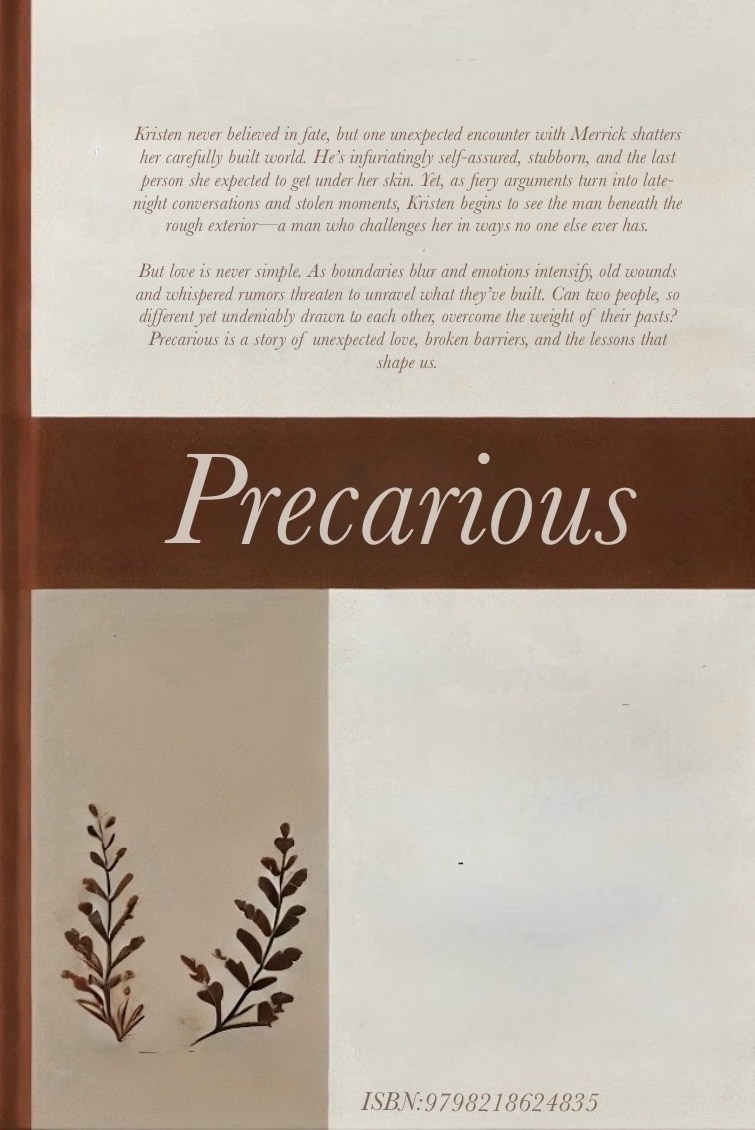 Kristen never believed in fate, but one unexpected encounter with Merrick shatters
her carefully built world. He's infuriatingly self-assured, stubborn, and the last
person she expected to get under her skin. Yet, as fiery arguments turn into late-
night conversations and stolen moments, Kristen begins to see the man beneath the
rough exterior—a man who challenges her in ways no one else ever has.
But love is never simple. As boundaries blur and emotions intensify, old wounds
and whispered rumors threaten to unravel what they've built. Can two people, so
different yet undeniably drawn to each other, overcome the weight of their pasts?
Precarious is a story of unexpected love, broken barriers, and the lessons that
shape us.
Precarious
ISBN:9798218624835